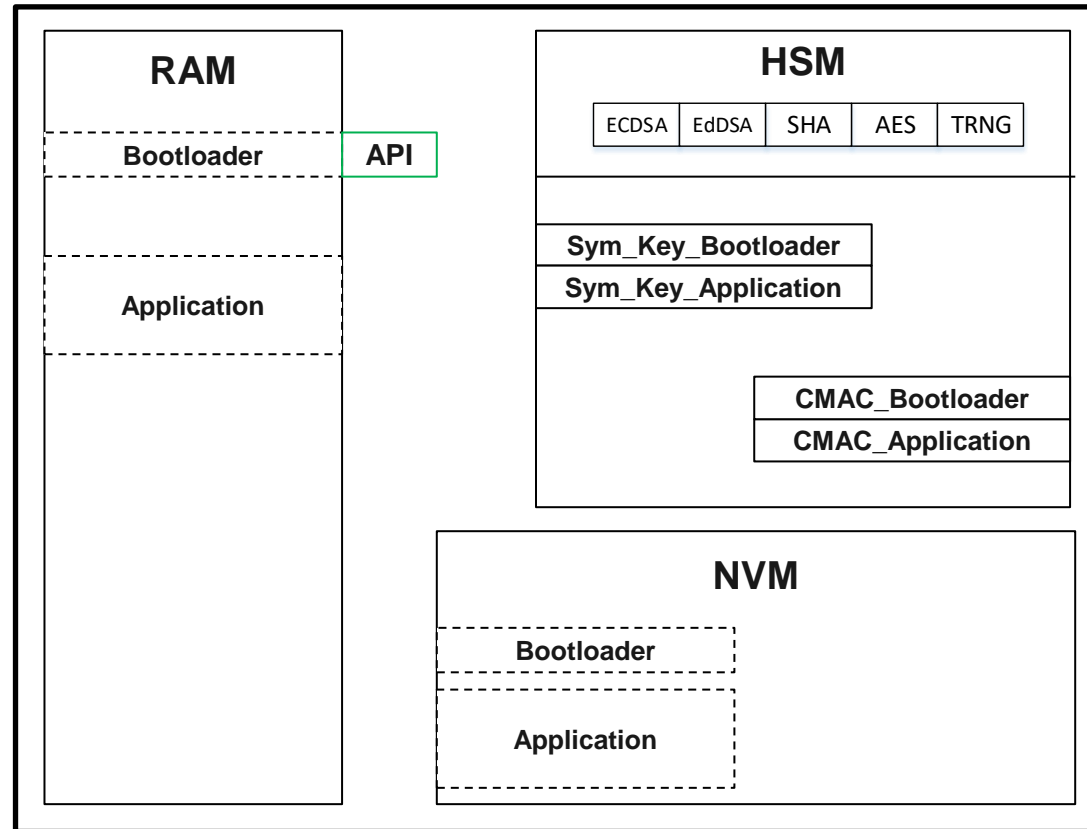 RAM
Bootloader
API
Application
HSM
ECDSA EdDSA SHA AES TRNG
Sym_Key_Bootloader
Sym_Key_Application
CMAC_Bootloader
CMAC_Application
NVM
Bootloader
Application